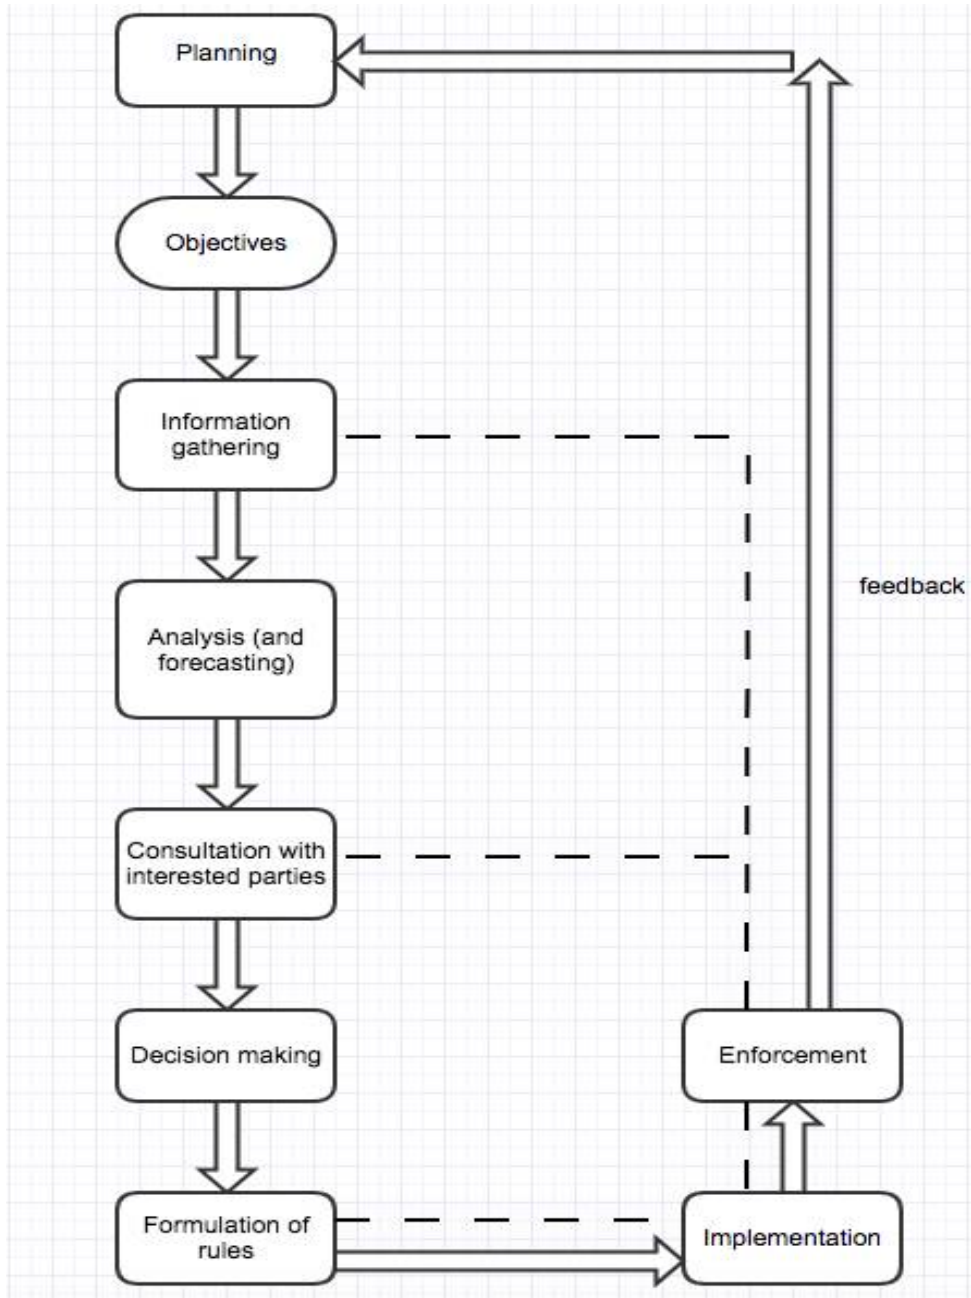 Planning
Objectives
Information
gathering
Analysis (and
forecasting)
Consultation with
interested parties
Decision making
Formulation of
rules
Implementation
Enforcement
feedback